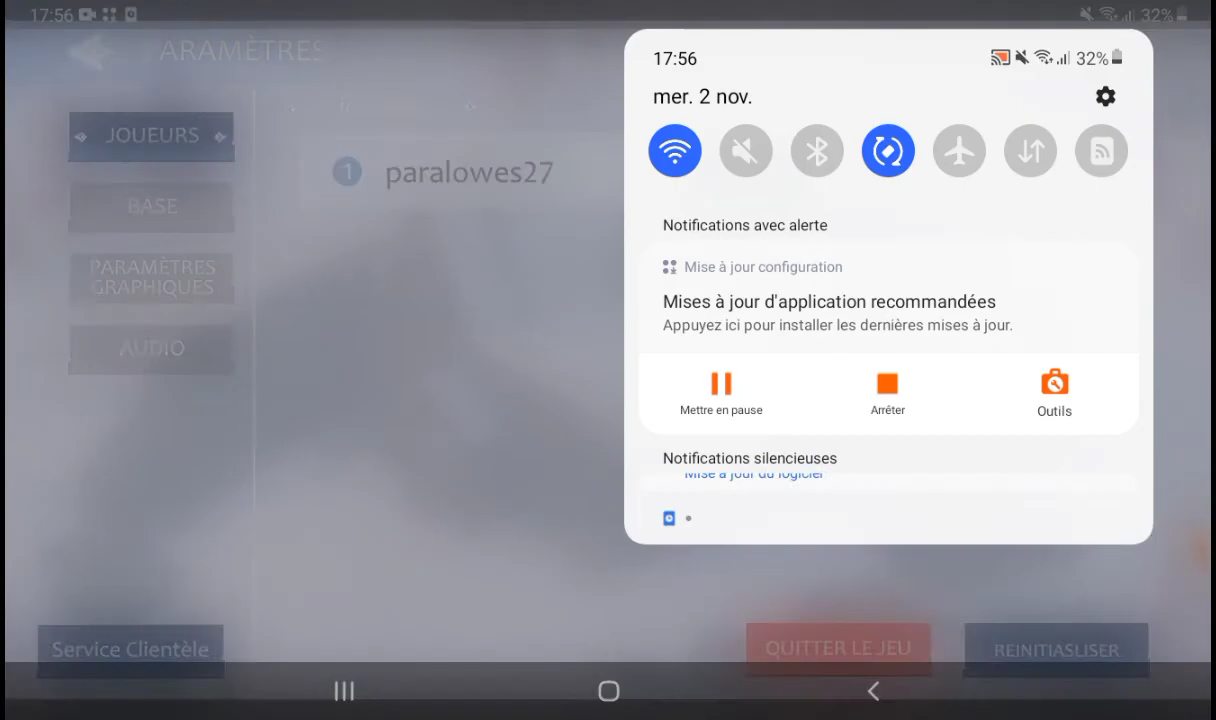 17:56
32%
PARAMÈTRES
JOUEURS
BASE
PARAMÈTRES
GRAPHIQUES
AUDIO
1 paralowes27
17:56
32%
mer. 2 nov.
Notifications avec alerte
Mise à jour configuration
Mises à jour d'application recommandées
Appuyez ici pour installer les dernières mises à jour.
Mettre en pause
Arrêter
Outils
Notifications silencieuses
Mise à jour du logiciel
Service Clientèle
QUITTER LE JEU
REINITIASLISER